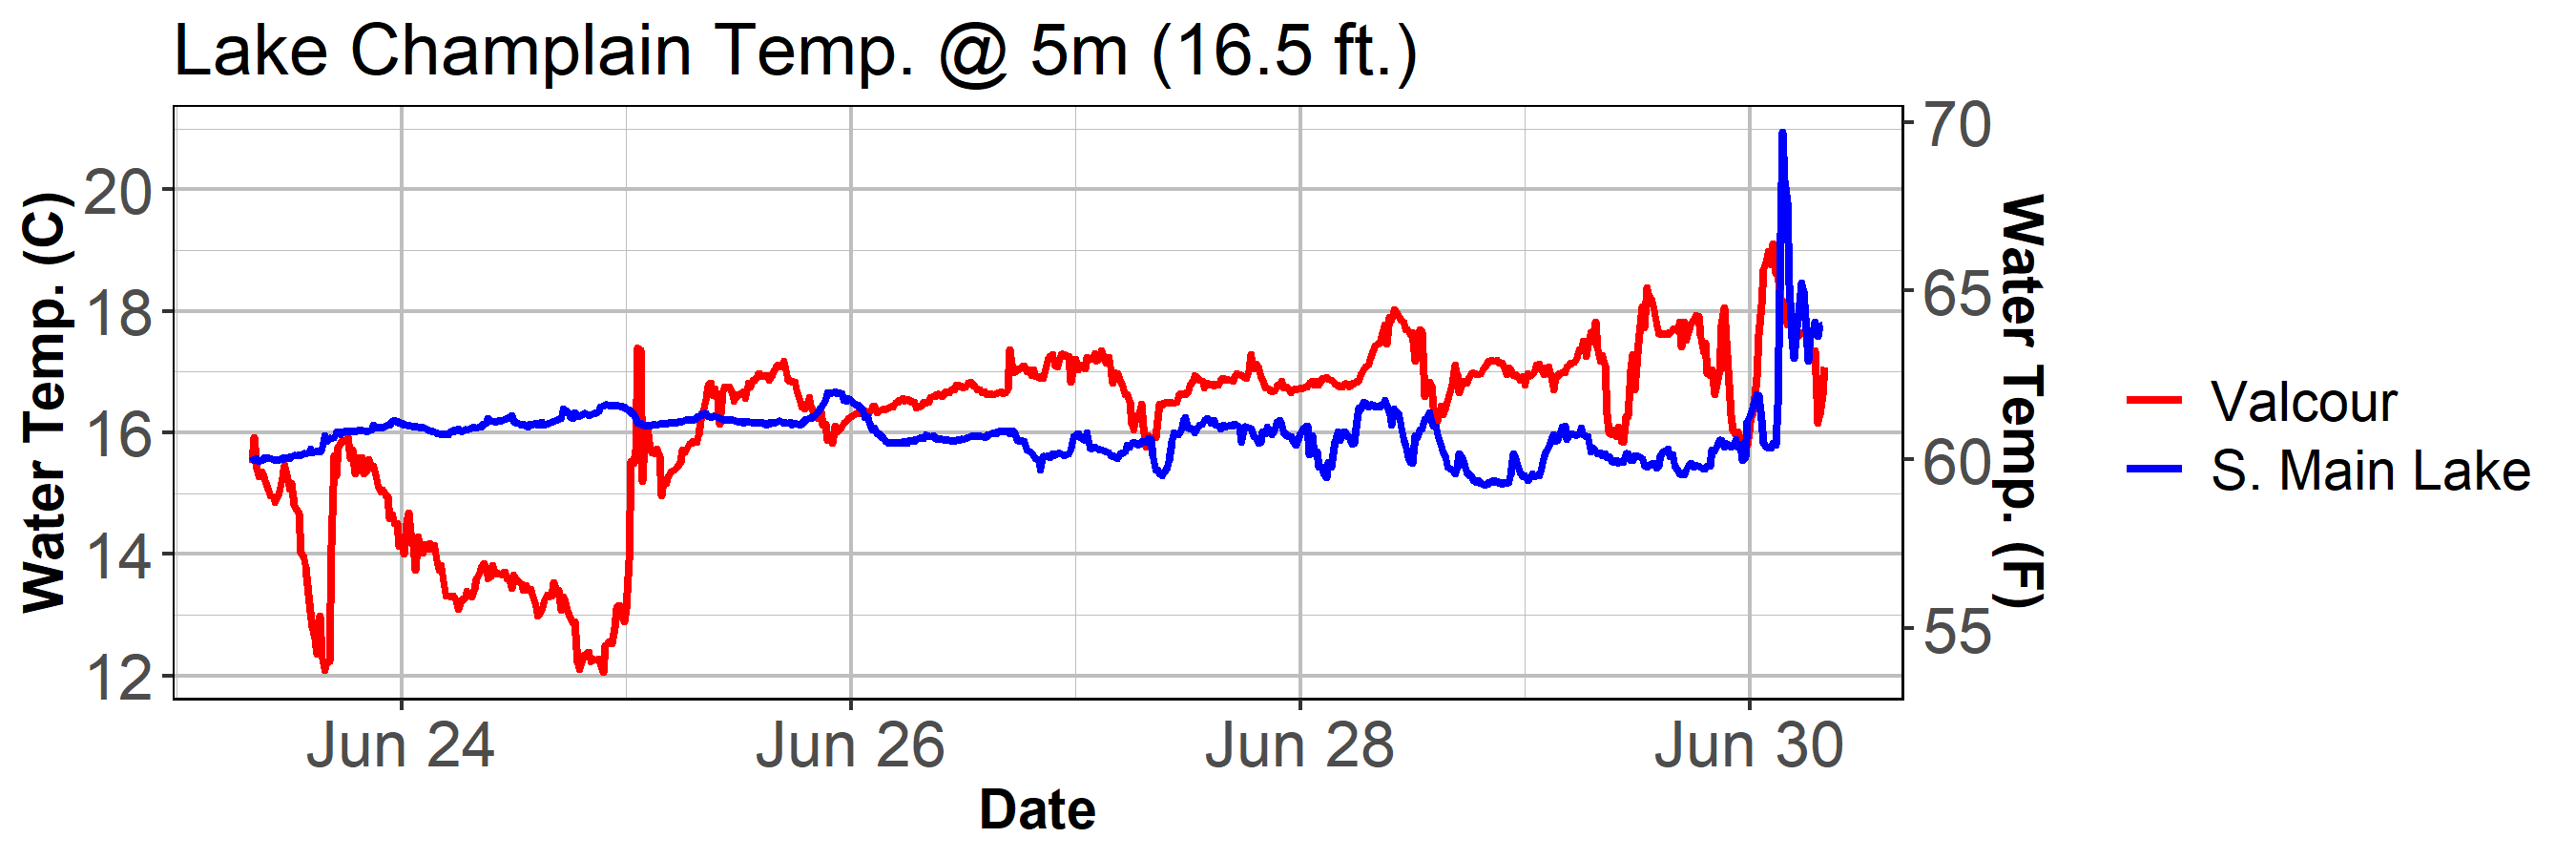 Lake Champlain Temp. @ 5m (16.5 ft.)
Water Temp. (C)
20
18
16
14
12
70
65
60
55
Water Temp. (F)
Jun 24
Jun 26
Jun 28
Jun 30
Date
Valcour
S. Main Lake